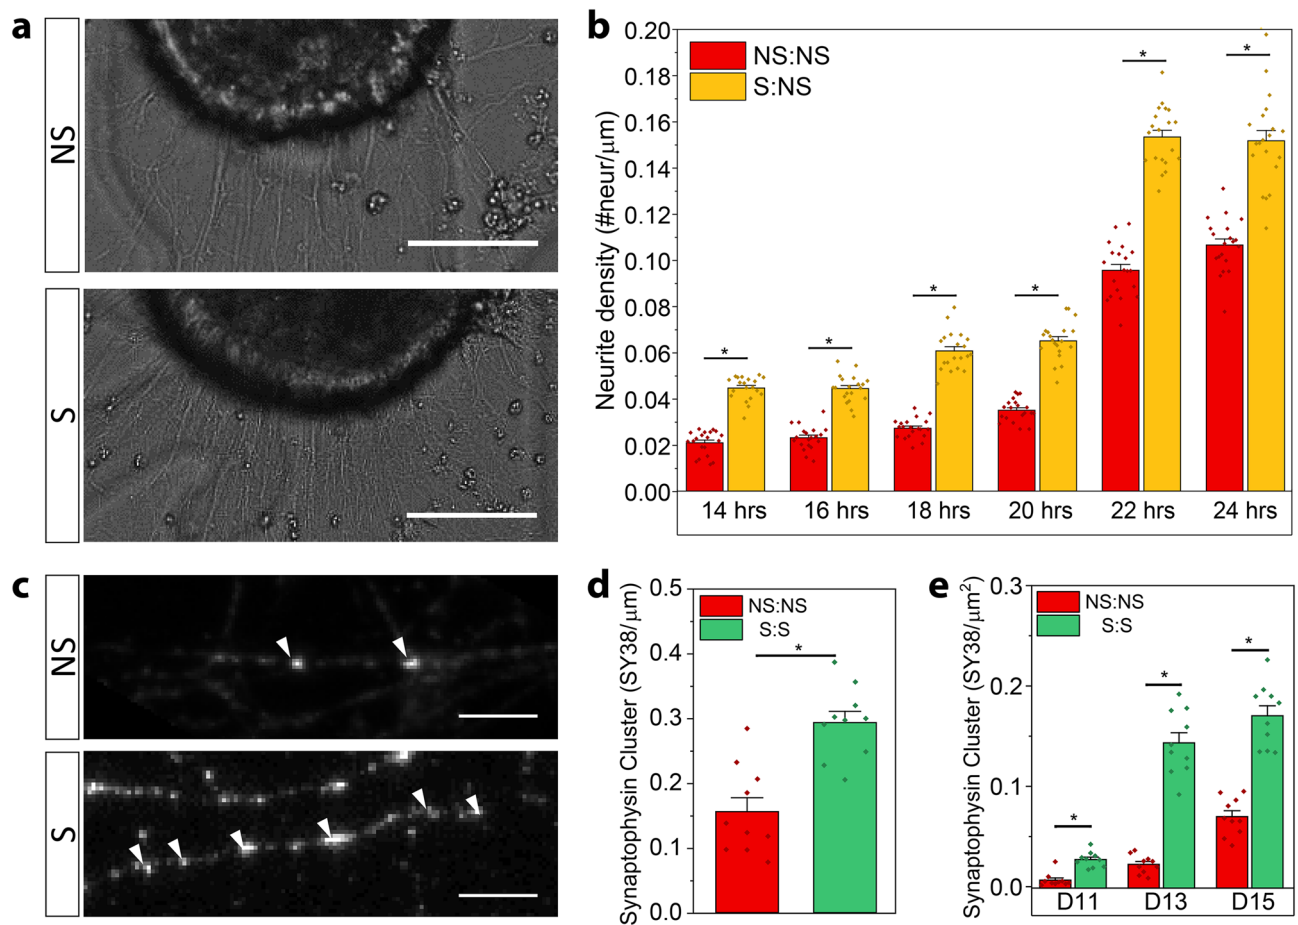 a
NS
S
b
Neurite density (#neur/μm)
0.20
0.18
0.16
0.14
0.12
0.10
0.08
0.06
0.04
0.02
0.00
NS:NS
S:NS
*
*
*
*
*
*
14 hrs
16 hrs
18 hrs
20 hrs
22 hrs
24 hrs
c
NS
S
d
Synaptophysin Cluster (SY38/μm)
0.5
0.4
0.3
0.2
0.1
0.0
NS:NS
S:S
*
e
Synaptophysin Cluster (SY38/μm²)
0.3
0.2
0.1
0.0
NS:NS
S:S
*
*
*
D11
D13
D15